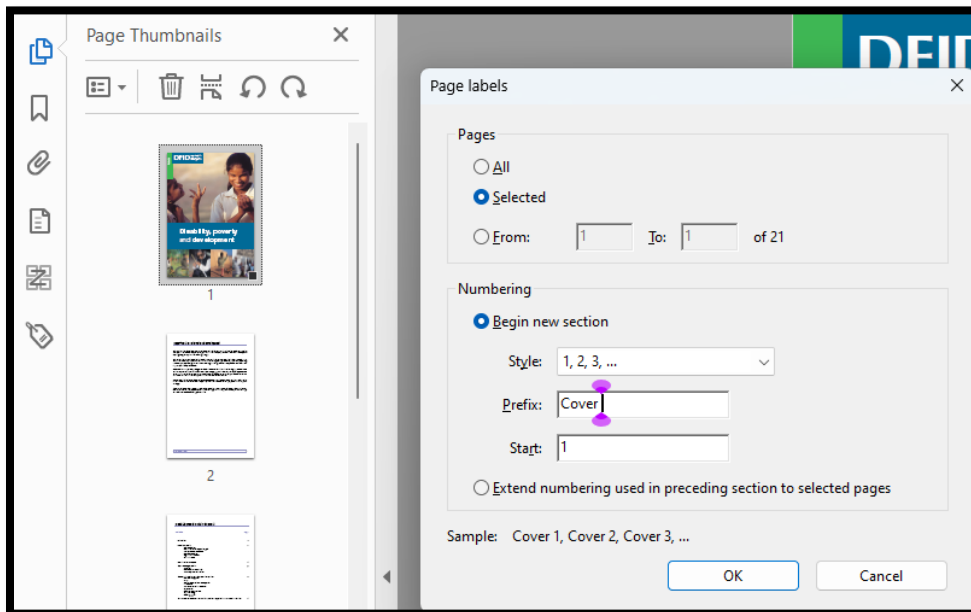 Page Thumbnails
DFID
Disability, poverty
and development
1
2
DFID
Page labels
Pages
All
Selected
From: 1 To: 1 of 21
Numbering
Begin new section
Style: 1, 2, 3, ...
Prefix: Cover
Start: 1
Extend numbering used in preceding section to selected pages
Sample: Cover 1, Cover 2, Cover 3, ...
OK Cancel